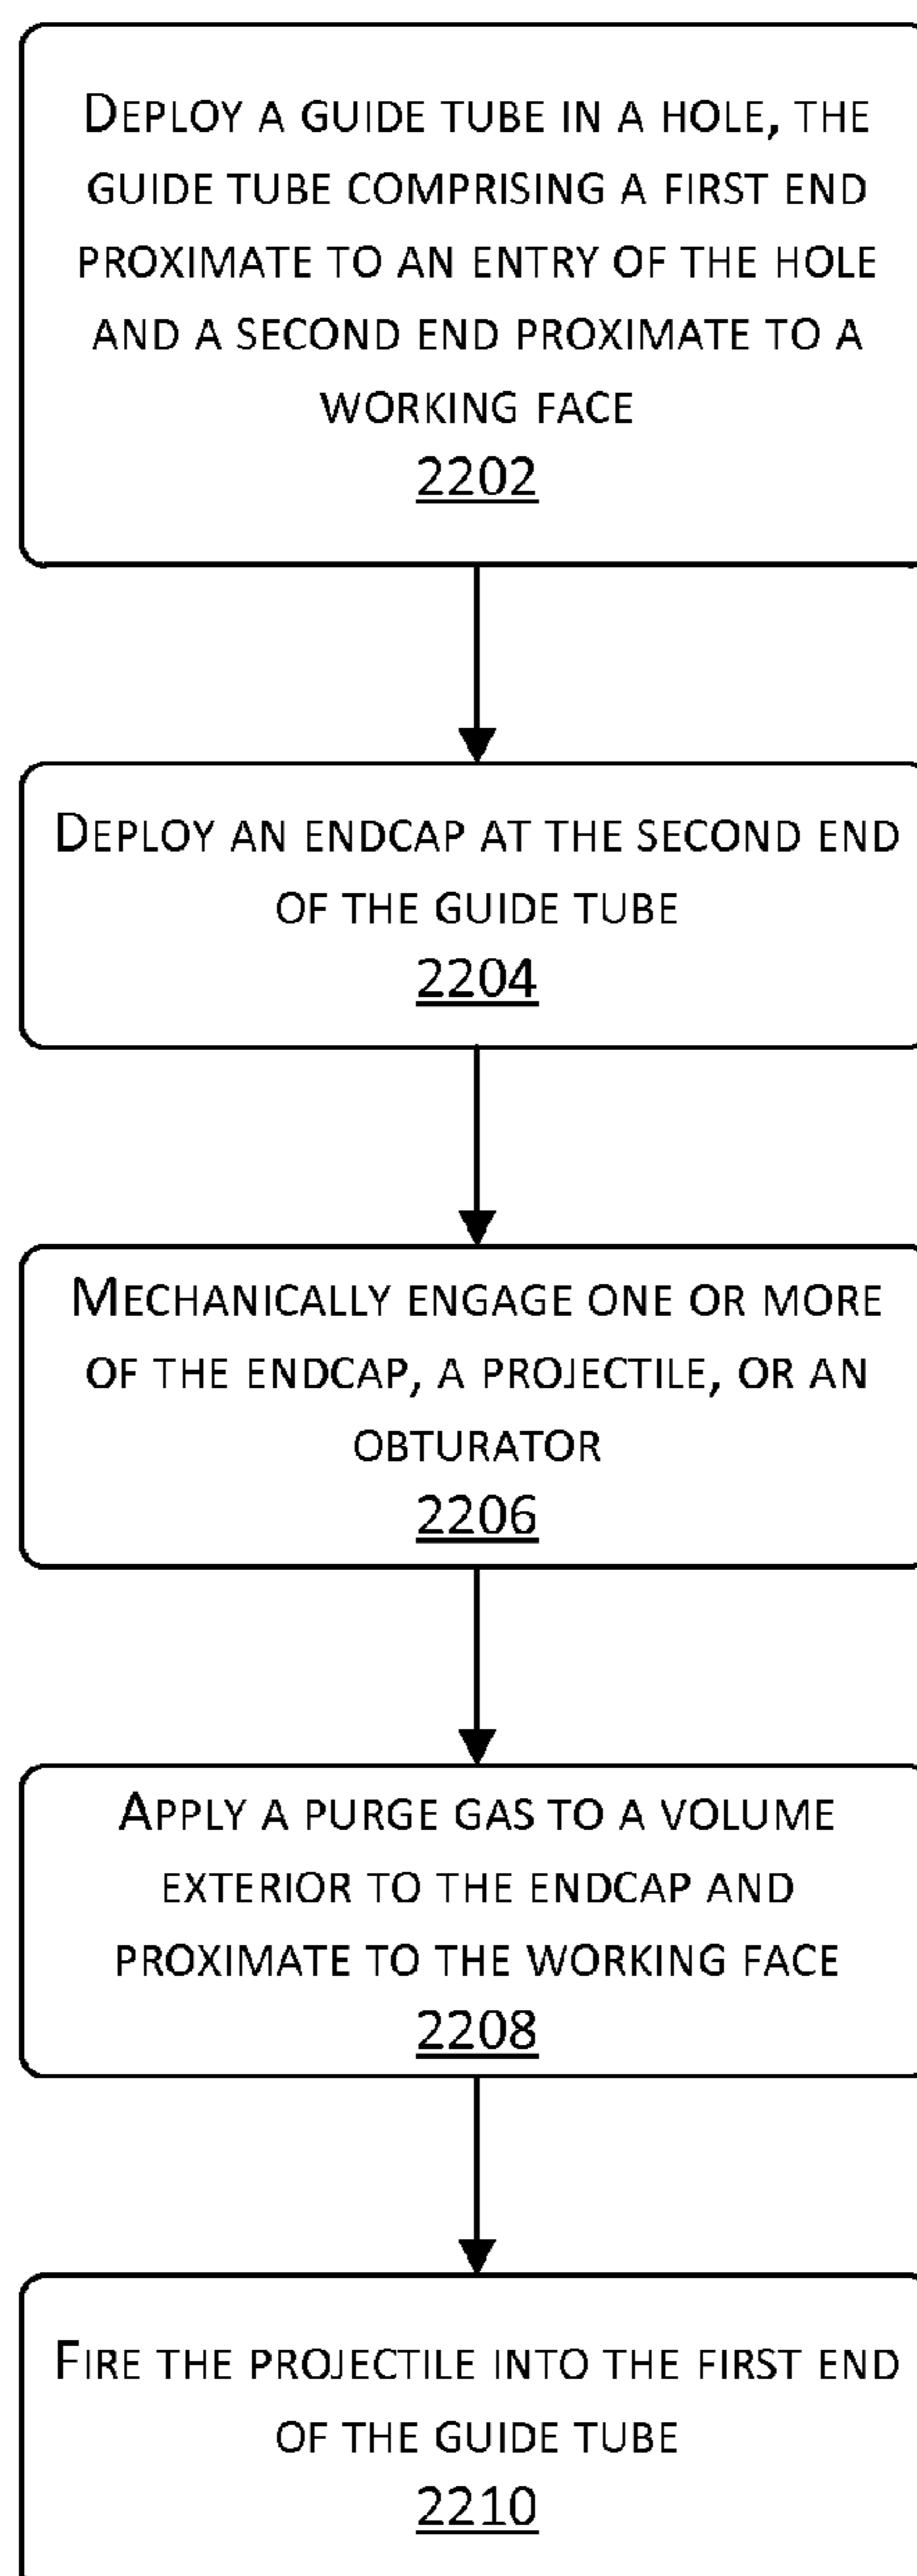 DEPLOY A GUIDE TUBE IN A HOLE, THE
GUIDE TUBE COMPRISING A FIRST END
PROXIMATE TO AN ENTRY OF THE HOLE
AND A SECOND END PROXIMATE TO A
WORKING FACE
2202
DEPLOY AN ENDCAP AT THE SECOND END
OF THE GUIDE TUBE
2204
MECHANICALLY ENGAGE ONE OR MORE
OF THE ENDCAP, A PROJECTILE, OR AN
OBTURATOR
2206
APPLY A PURGE GAS TO A VOLUME
EXTERIOR TO THE ENDCAP AND
PROXIMATE TO THE WORKING FACE
2208
FIRE THE PROJECTILE INTO THE FIRST END
OF THE GUIDE TUBE
2210